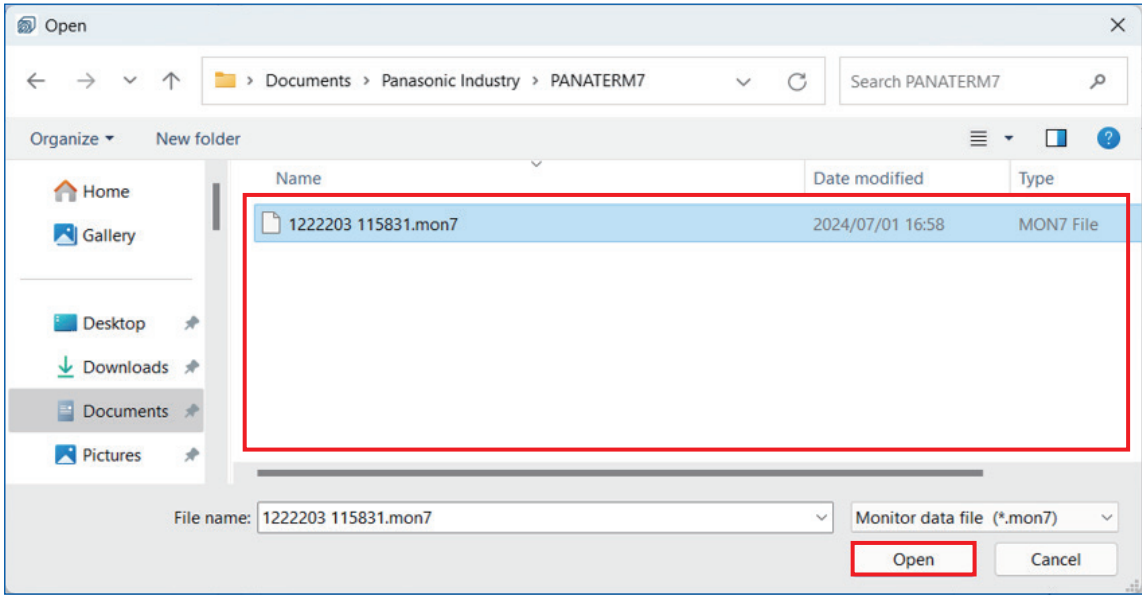 Open
Documents > Panasonic Industry > PANATERM7
Search PANATERM7
Organize
New folder
Name
Date modified
Type
Home
Gallery
1222203 115831.mon7
2024/07/01 16:58
MON7 File
Desktop
Downloads
Documents
Pictures
File name: 1222203 115831.mon7
Monitor data file (*.mon7)
Open
Cancel